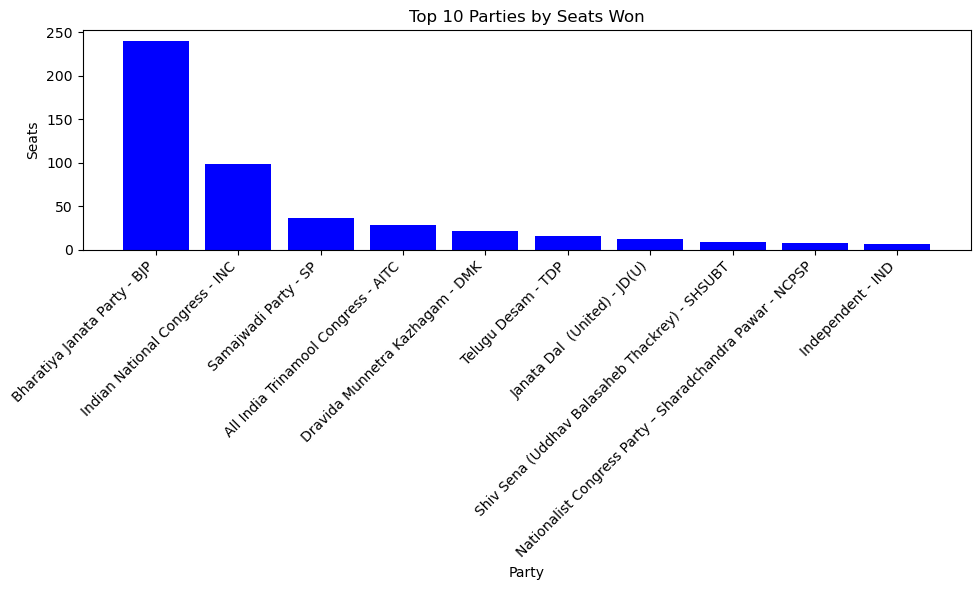 Top 10 Parties by Seats Won
Seats
250
200
150
100
50
0
Bharatiya Janata Party - BJP
Indian National Congress - INC
Samajwadi Party - SP
All India Trinamool Congress - AITC
Dravida Munnetra Kazhagam - DMK
Telugu Desam - TDP
Janata Dal  (United) - JD(U)
Shiv Sena (Uddhav Balasaheb Thackrey) - SHSUBT
Nationalist Congress Party – Sharadchandra Pawar - NCPSP
Independent - IND
Party